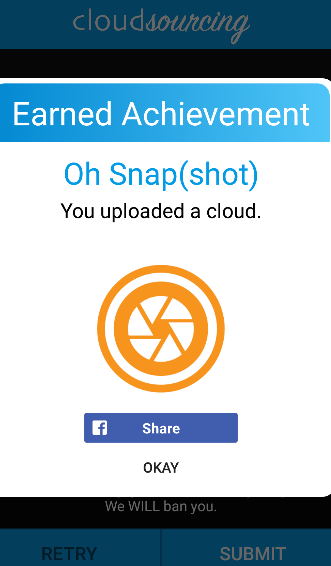 cloudsourcing
Earned Achievement
Oh Snap(shot)
You uploaded a cloud.
Share
OKAY
We WILL ban you.
RETRY
SUBMIT